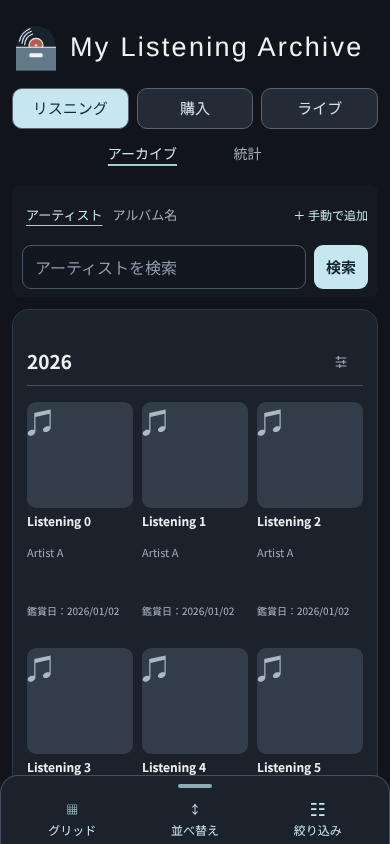 My Listening Archive
リスニング 購入 ライブ
アーカイブ 統計
アーティスト アルバム名 + 手動で追加
アーティストを検索 検索
2026
Listening 0 Listening 1 Listening 2
Artist A Artist A Artist A
鑑賞日：2026/01/02 鑑賞日：2026/01/02 鑑賞日：2026/01/02
Listening 3 Listening 4 Listening 5
グリッド 並べ替え 絞り込み